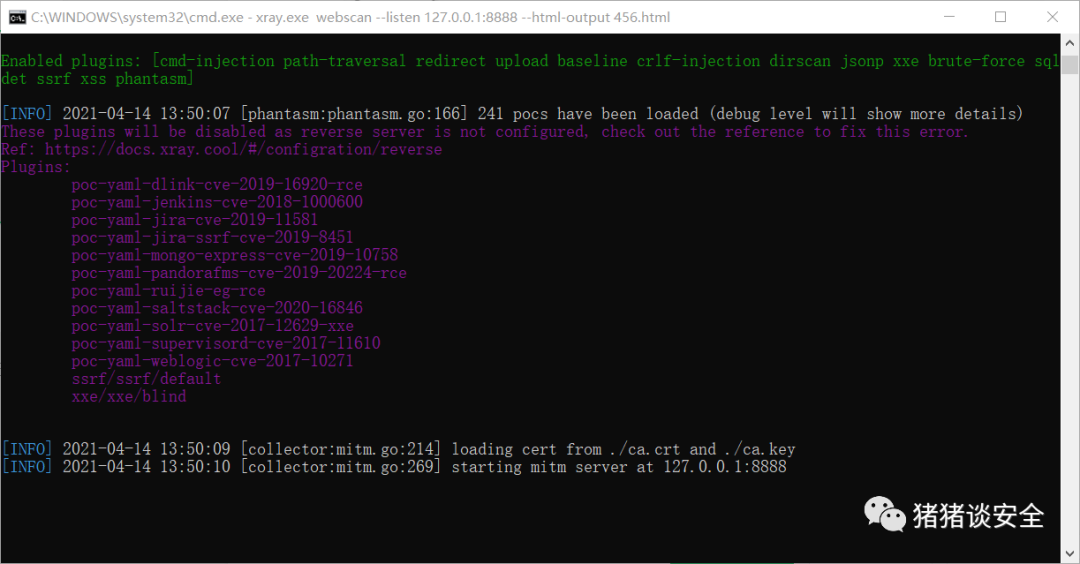 C:\WINDOWS\system32\cmd.exe - xray.exe  webscan --listen 127.0.0.1:8888 --html-output 456.html
Enabled plugins: [cmd-injection path-traversal redirect upload baseline crlf-injection dirscan jsonp xxe brute-force sql
det ssrf xss phantasm]
[INFO] 2021-04-14 13:50:07 [phantasm:phantasm.go:166] 241 pocs have been loaded (debug level will show more details)
These plugins will be disabled as reverse server is not configured, check out the reference to fix this error.
Ref: https://docs.xray.cool/#/configration/reverse
Plugins:
poc-yaml-dlink-cve-2019-16920-rce
poc-yaml-jenkins-cve-2018-1000600
poc-yaml-jira-cve-2019-11581
poc-yaml-jira-ssrf-cve-2019-8451
poc-yaml-mongo-express-cve-2019-10758
poc-yaml-pandorafms-cve-2019-20224-rce
poc-yaml-ruijie-eg-rce
poc-yaml-saltstack-cve-2020-16846
poc-yaml-solr-cve-2017-12629-xxe
poc-yaml-supervisord-cve-2017-11610
poc-yaml-weblogic-cve-2017-10271
ssrf/ssrf/default
xxe/xxe/blind
[INFO] 2021-04-14 13:50:09 [collector:mitm.go:214] loading cert from ./ca.crt and ./ca.key
[INFO] 2021-04-14 13:50:10 [collector:mitm.go:269] starting mitm server at 127.0.0.1:8888
猪猪谈安全